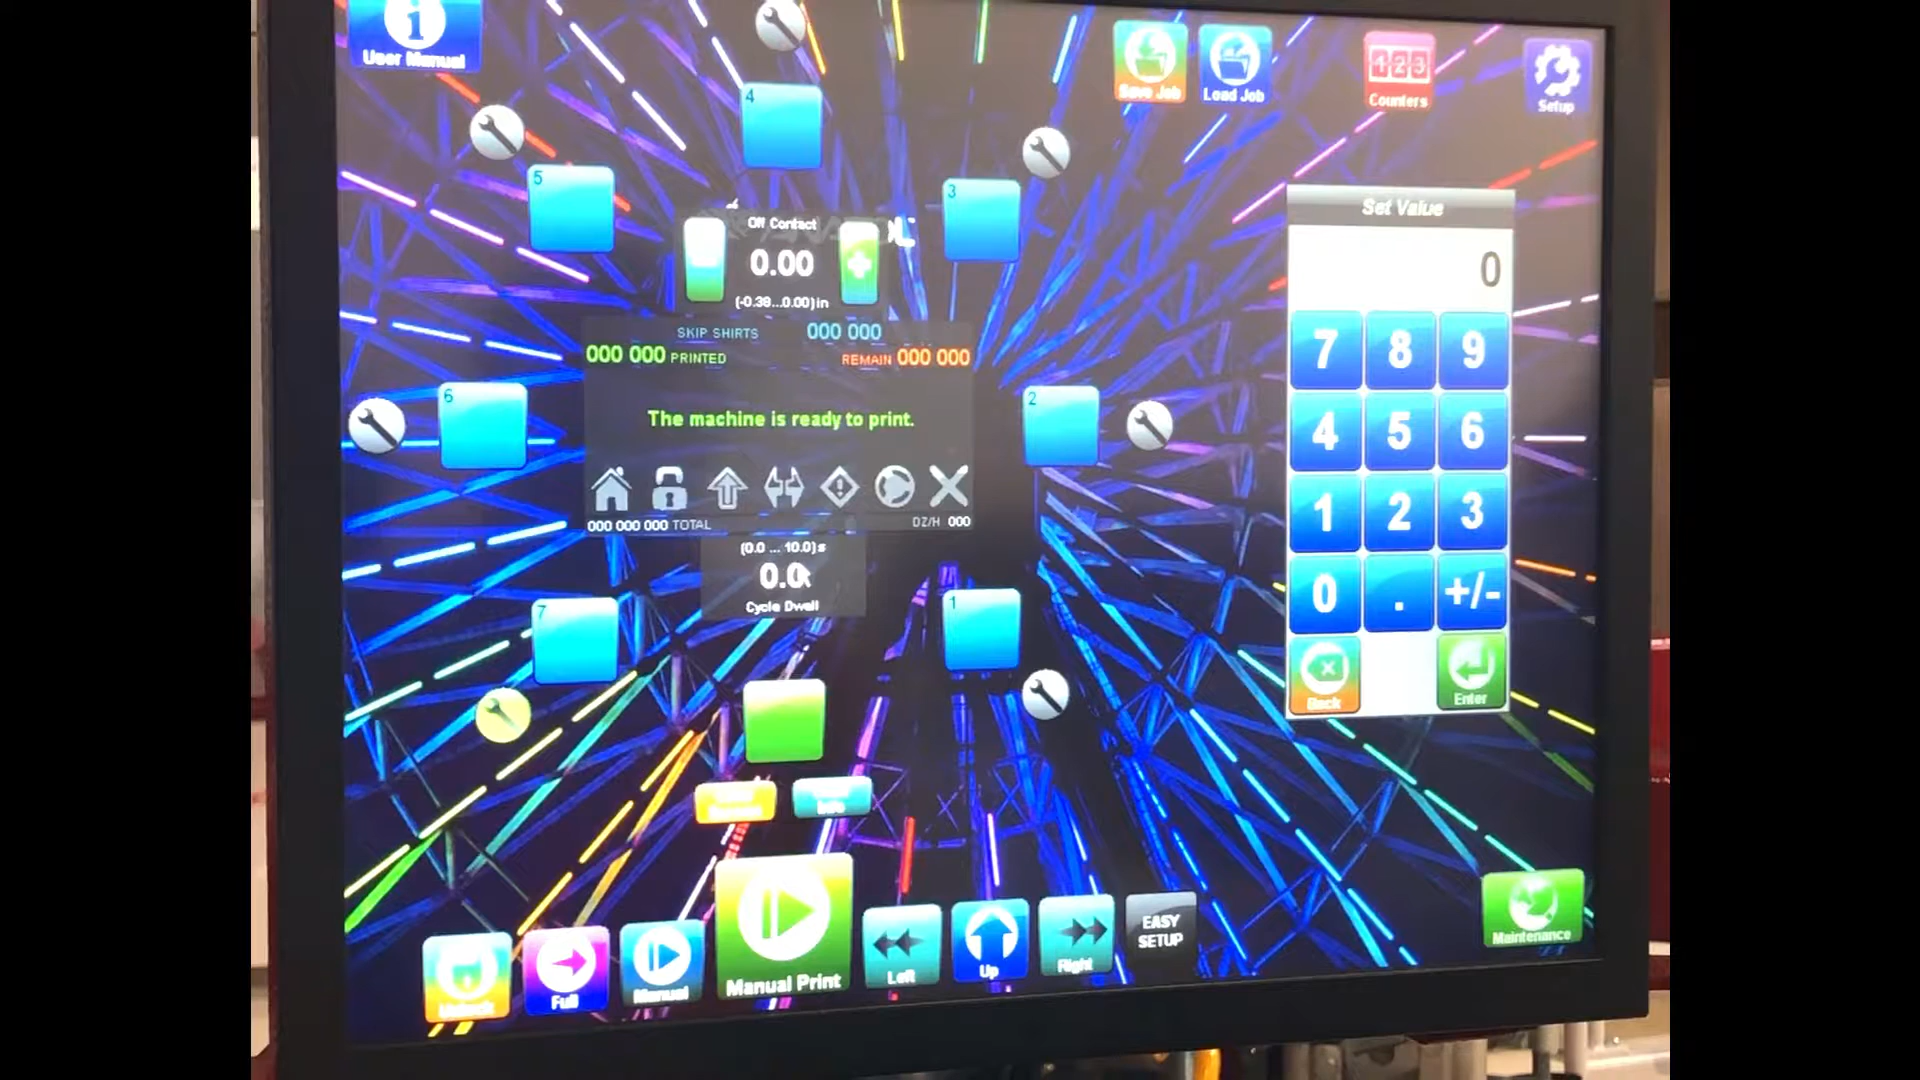 User Manual
Save Job
Load Job
123
Counters
Setup
4
5
3
Off Contact
0.00
(-0.39...0.00)in
SKIP SHIRTS 000 000
000 000 PRINTED
REMAIN 000 000
6
2
The machine is ready to print.
000 000 000 TOTAL
DZ/H 000
(0.0 ... 10.0)s
0.0
Cycle Dwell
7
1
Set Value
0
7 8 9
4 5 6
1 2 3
0 . +/-
Back
Enter
Info
Full
Manual
Manual Print
Left
Up
Right
EASY
SETUP
Maintenance